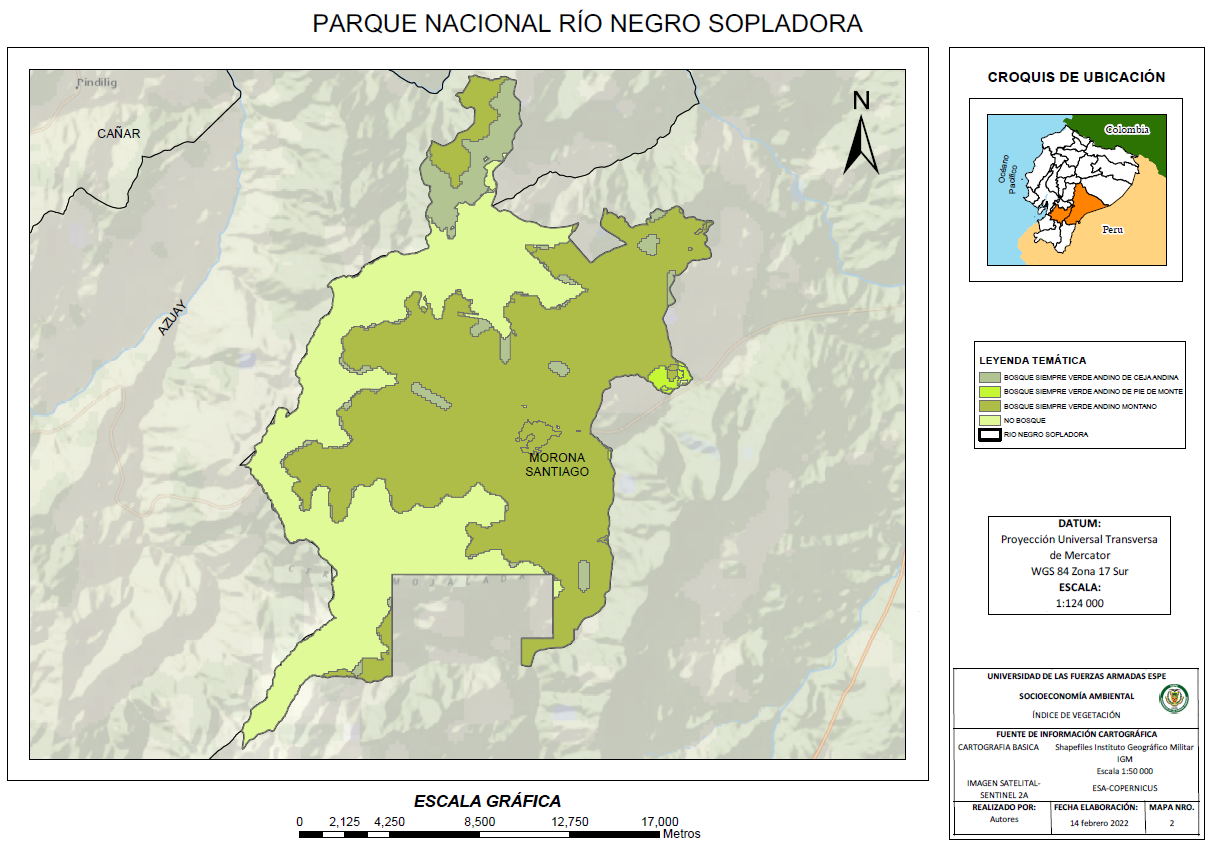 PARQUE NACIONAL RÍO NEGRO SOPLADORA
Pindilig
CAÑAR
AZUAY
N
MORONA
SANTIAGO
MOJALADA
ESCALA GRÁFICA
0 2,125 4,250 8,500 12,750 17,000
Metros
CROQUIS DE UBICACIÓN
Colombia
Océano
Pacífico
Peru
LEYENDA TEMÁTICA
BOSQUE SIEMPRE VERDE ANDINO DE CEJA ANDINA
BOSQUE SIEMPRE VERDE ANDINO DE PIE DE MONTE
BOSQUE SIEMPRE VERDE ANDINO MONTANO
NO BOSQUE
RIO NEGRO SOPLADORA
DATUM:
Proyección Universal Transversa
de Mercator
WGS 84 Zona 17 Sur
ESCALA:
1:124 000
UNIVERSIDAD DE LAS FUERZAS ARMADAS ESPE
SOCIOECONOMÍA AMBIENTAL
ÍNDICE DE VEGETACIÓN
FUENTE DE INFORMACIÓN CARTOGRÁFICA
CARTOGRAFIA BASICA Shapefiles Instituto Geográfico Militar
IGM
Escala 1:50 000
IMAGEN SATELITAL-
SENTINEL 2A
ESA-COPERNICUS
REALIZADO POR: FECHA ELABORACIÓN: MAPA NRO.
Autores 14 febrero 2022 2